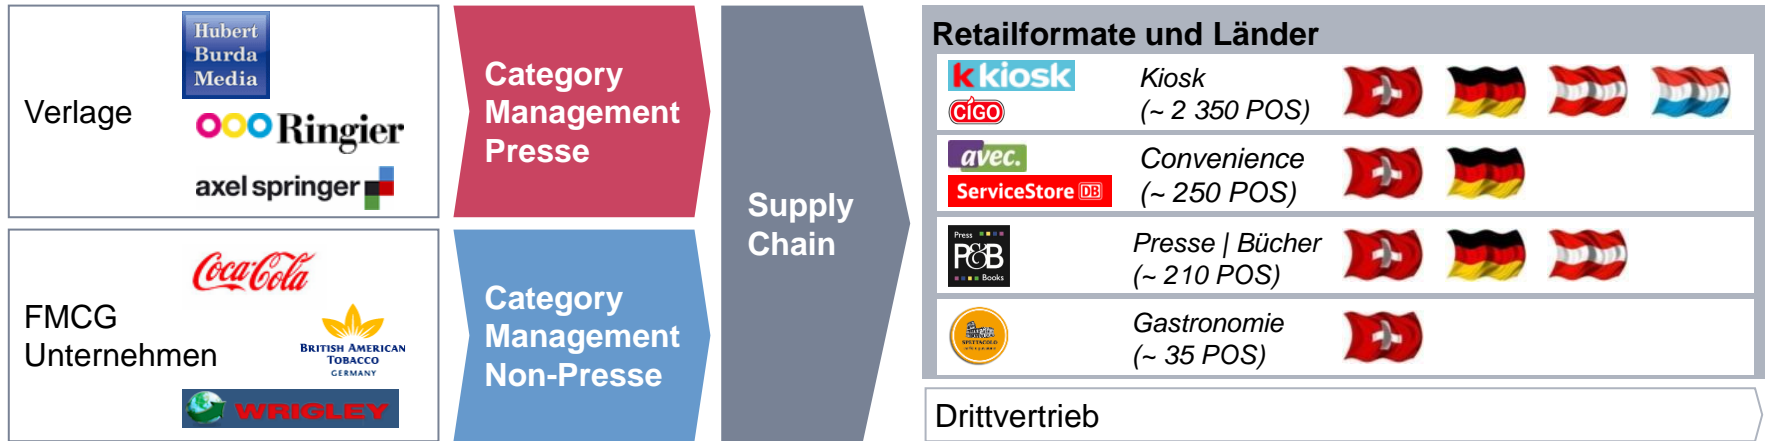 Verlage
Hubert
Burda
Media
Ringier
axel springer
FMCG
Unternehmen
Coca-Cola
BRITISH AMERICAN
TOBACCO
GERMANY
WRIGLEY
Category
Management
Presse
Category
Management
Non-Presse
Supply
Chain
Retailformate und Länder
k kiosk
CIGO
Kiosk
(~ 2 350 POS)
avec.
ServiceStore DB
Convenience
(~ 250 POS)
Press
P&B
Books
Presse | Bücher
(~ 210 POS)
SPETTACOLO
Gastronomie
(~ 35 POS)
Drittvertrieb